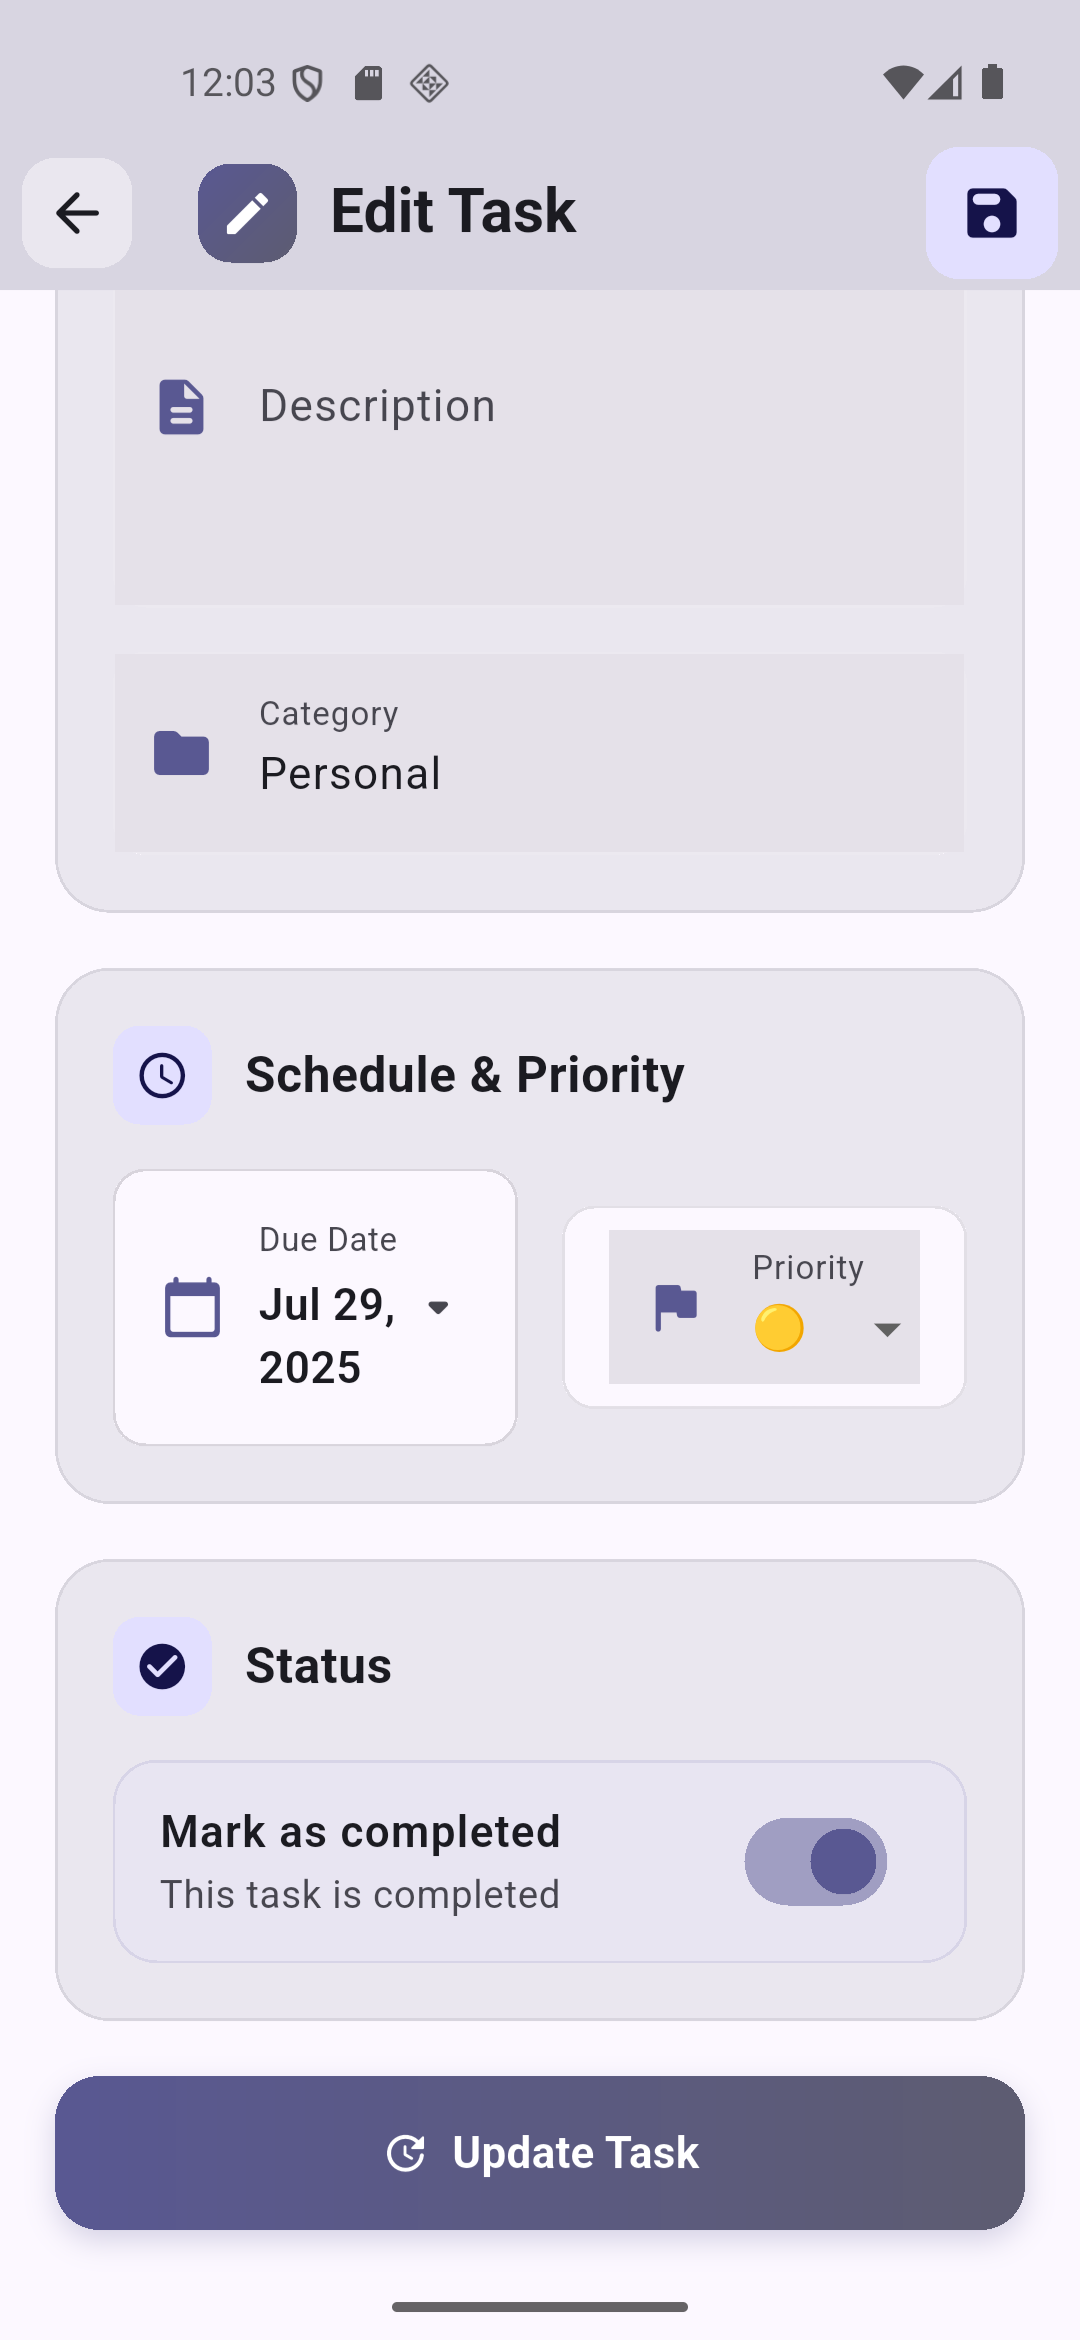 12:03
Edit Task
Description
Category
Personal
Schedule & Priority
Due Date
Jul 29,
2025
Priority
Status
Mark as completed
This task is completed
Update Task